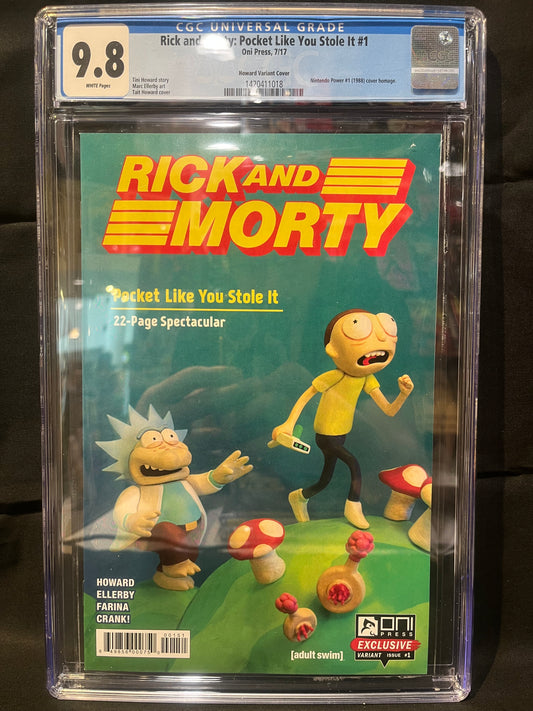 CGC UNIVERSAL GRADE
9.8
WHITE Pages
Rick and Morty: Pocket Like You Stole It #1
Oni Press, 7/17
Howard Variant Cover
Tini Howard story
Marc Ellerby art
Tait Howard cover
1470411018
Nintendo Power #1 (1988) cover homage.
RICK AND
MORTY
Pocket Like You Stole It
22-Page Spectacular
HOWARD
ELLERBY
FARINA
CRANK!
00151
[adult swim]
ONI
PRESS
EXCLUSIVE
VARIANT ISSUE #1